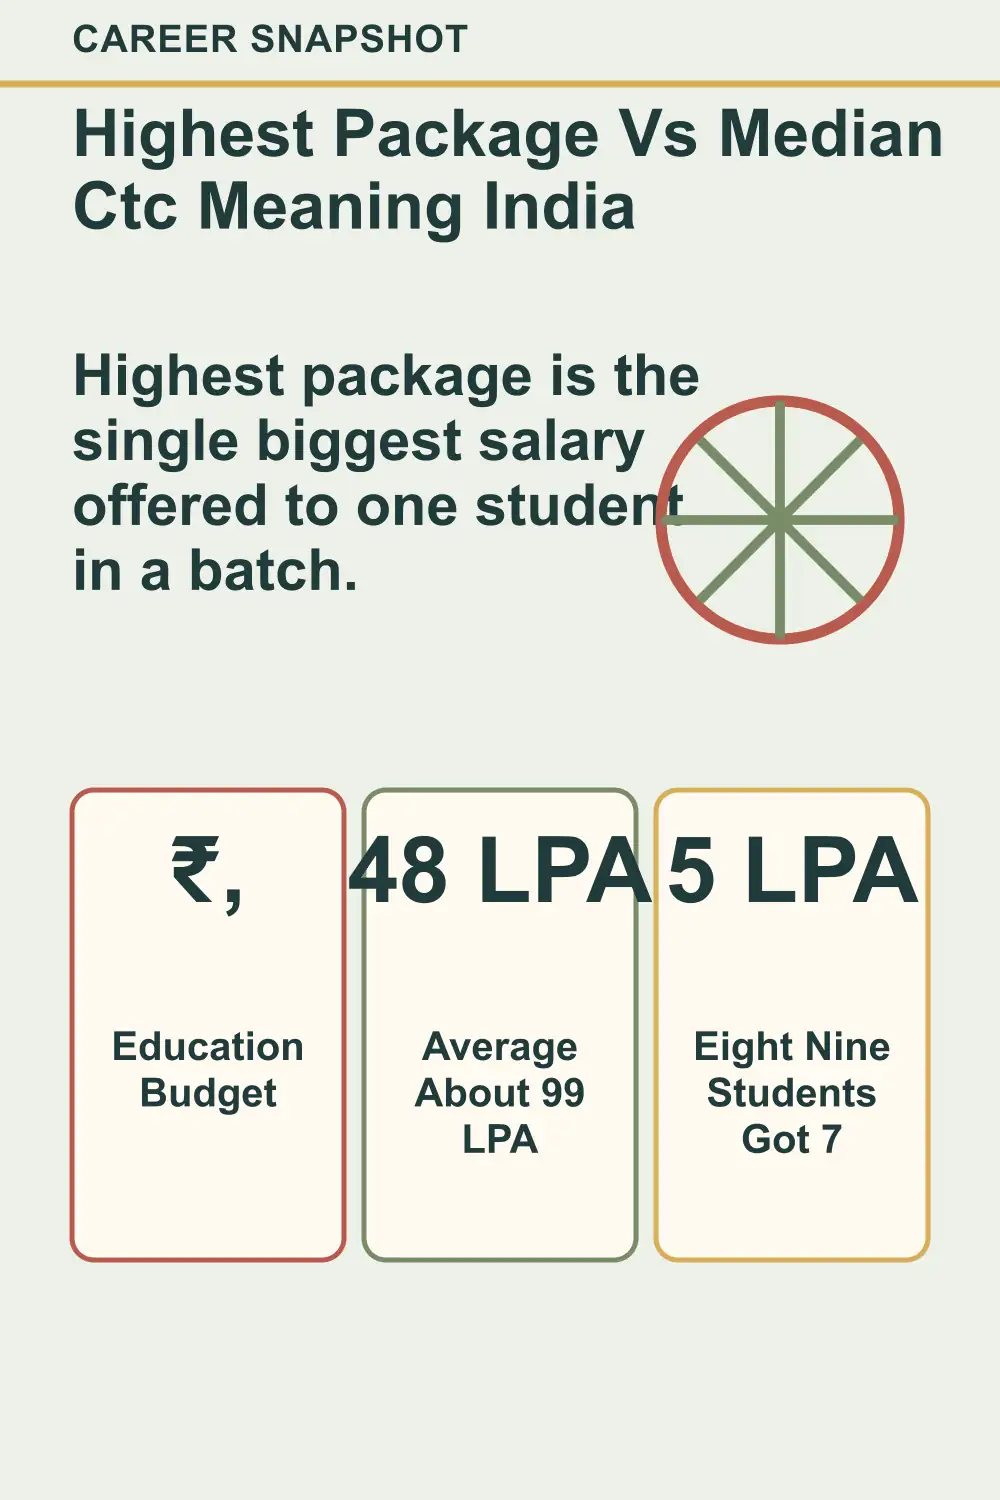 CAREER SNAPSHOT
Highest Package Vs Median
Ctc Meaning India
Highest package is the
single biggest salary
offered to one student
in a batch.
₹,
Education
Budget
48 LPA
Average
About 99
LPA
5 LPA
Eight Nine
Students
Got 7